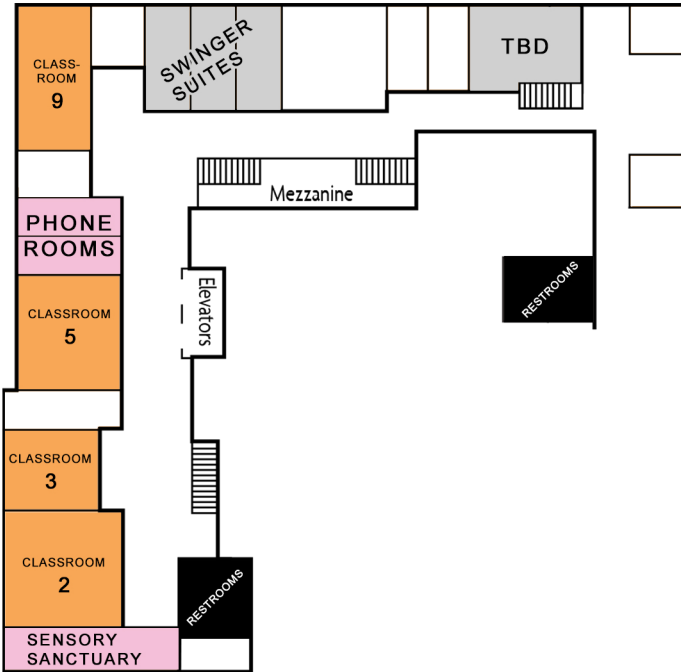 CLASS-
ROOM
9
SWINGER
SUITES
TBD
Mezzanine
PHONE
ROOMS
Elevators
RESTROOMS
CLASSROOM
5
CLASSROOM
3
CLASSROOM
2
RESTROOMS
SENSORY
SANCTUARY